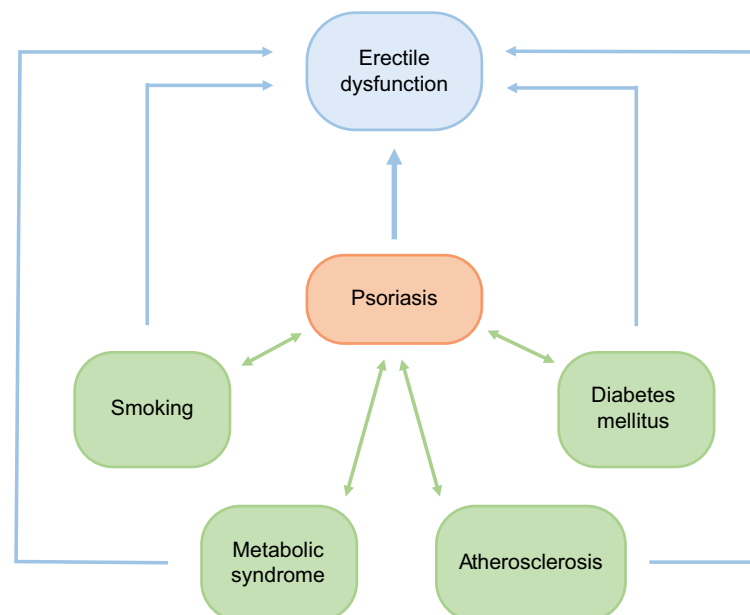 Erectile
dysfunction
Psoriasis
Smoking
Diabetes
mellitus
Metabolic
syndrome
Atherosclerosis